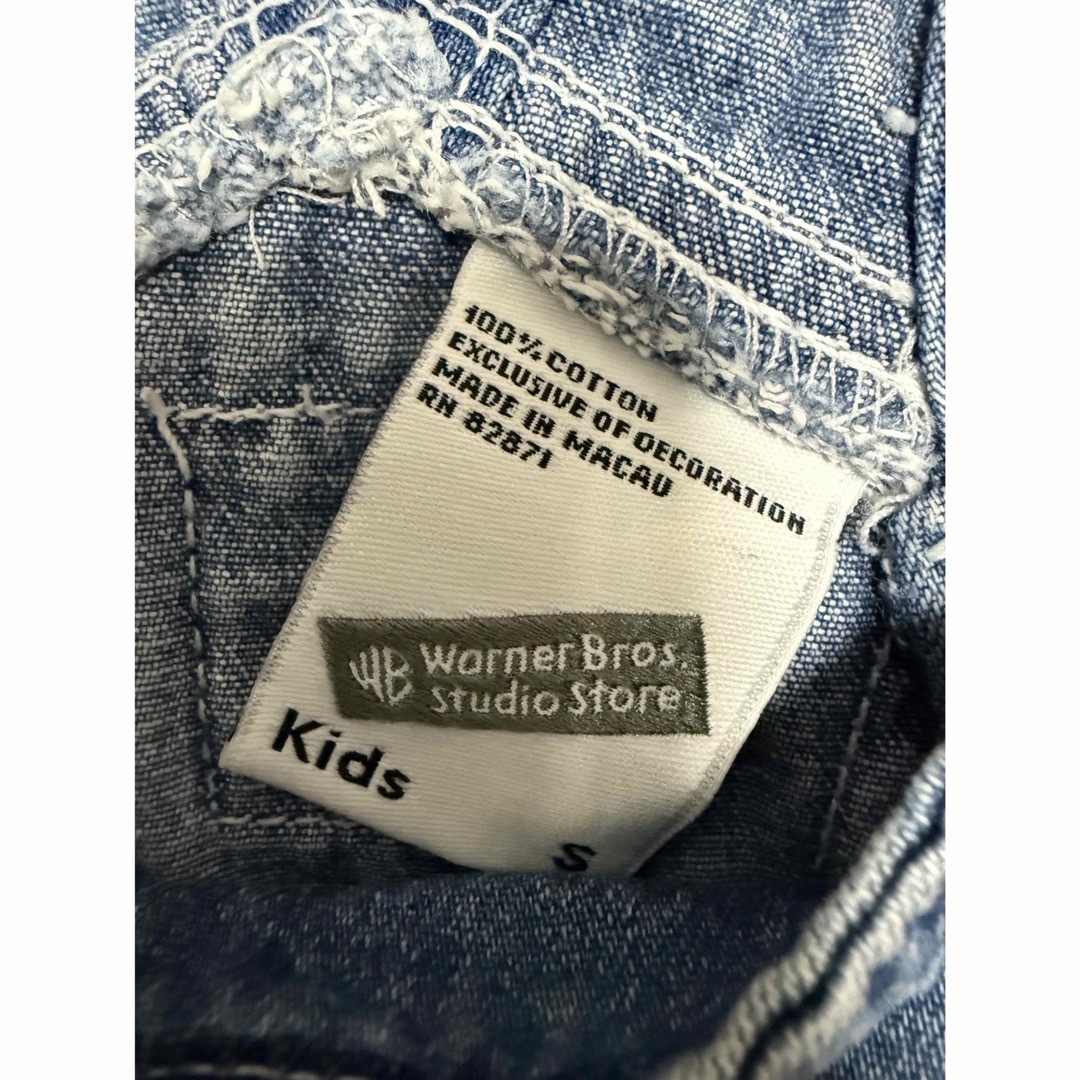 100% COTTON
EXCLUSIVE OF DECORATION
MADE IN MACAU
RN 82871
WB Warner Bros.
Studio Store
Kids
S